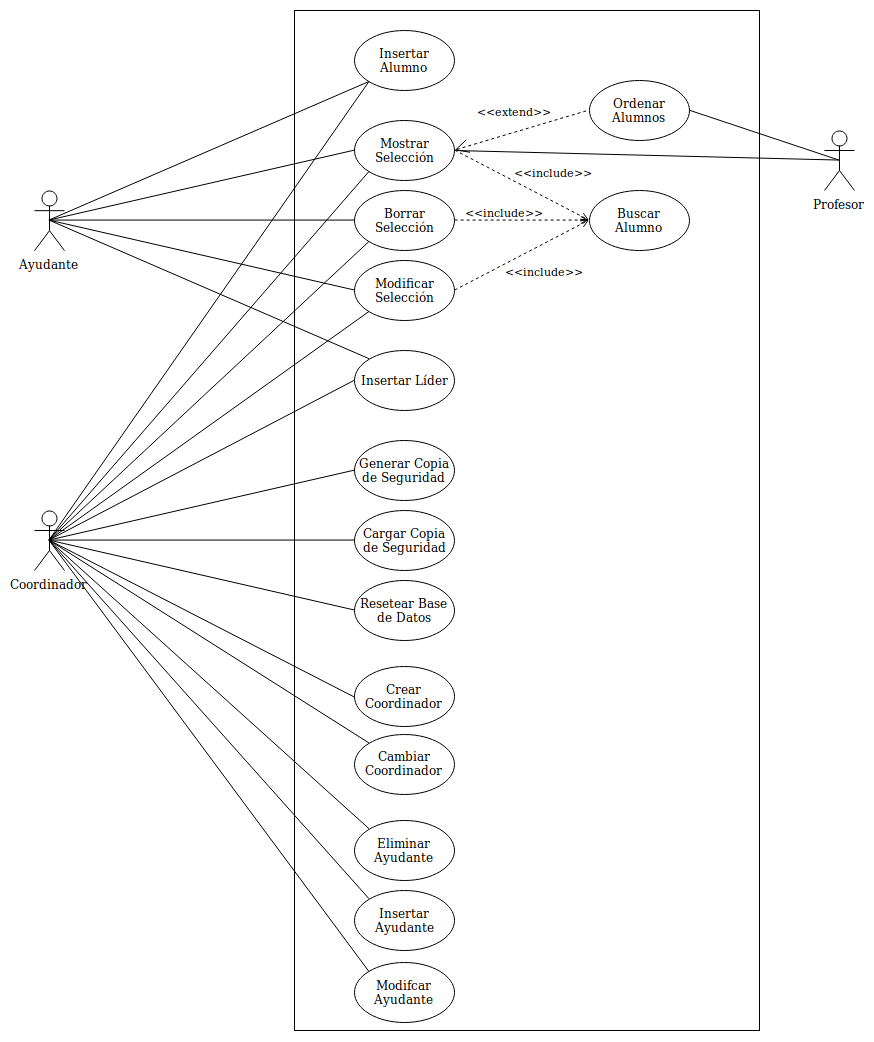 Insertar
Alumno
<<extend>>
Ordenar
Alumnos
Mostrar
Selección
<<include>>
Profesor
Borrar
Selección
<<include>>
Buscar
Alumno
Ayudante
Modificar
Selección
<<include>>
Insertar Líder
Generar Copia
de Seguridad
Cargar Copia
de Seguridad
Coordinador
Resetear Base
de Datos
Crear
Coordinador
Cambiar
Coordinador
Eliminar
Ayudante
Insertar
Ayudante
Modifcar
Ayudante